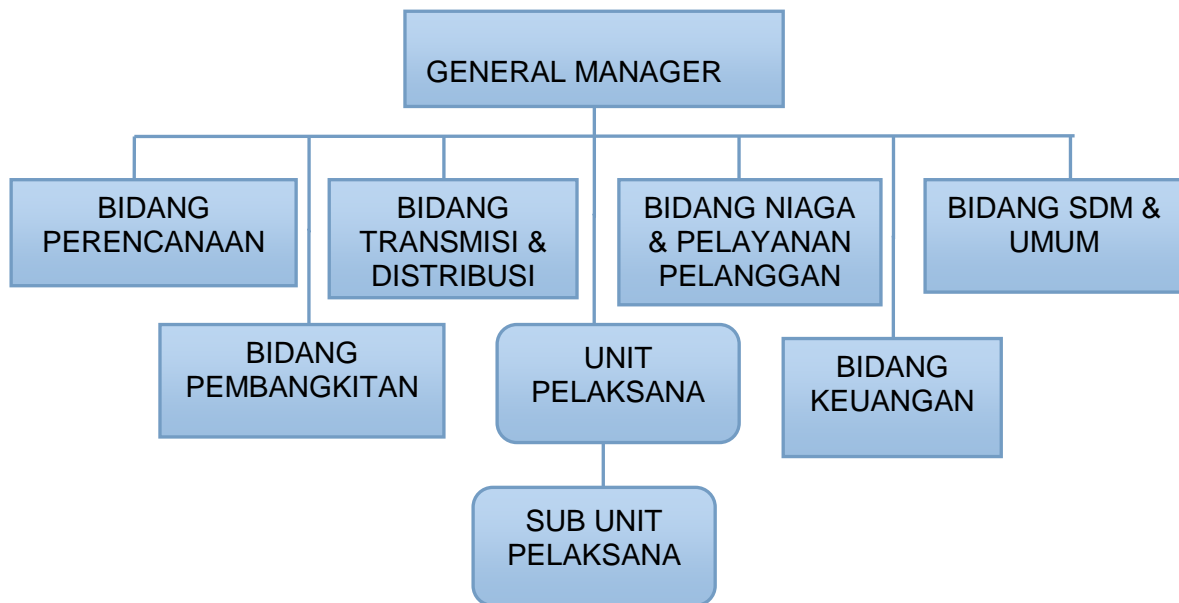 GENERAL MANAGER
BIDANG
PERENCANAAN
BIDANG
TRANSMISI &
DISTRIBUSI
BIDANG NIAGA
& PELAYANAN
PELANGGAN
BIDANG SDM &
UMUM
BIDANG
PEMBANGKITAN
UNIT
PELAKSANA
BIDANG
KEUANGAN
SUB UNIT
PELAKSANA